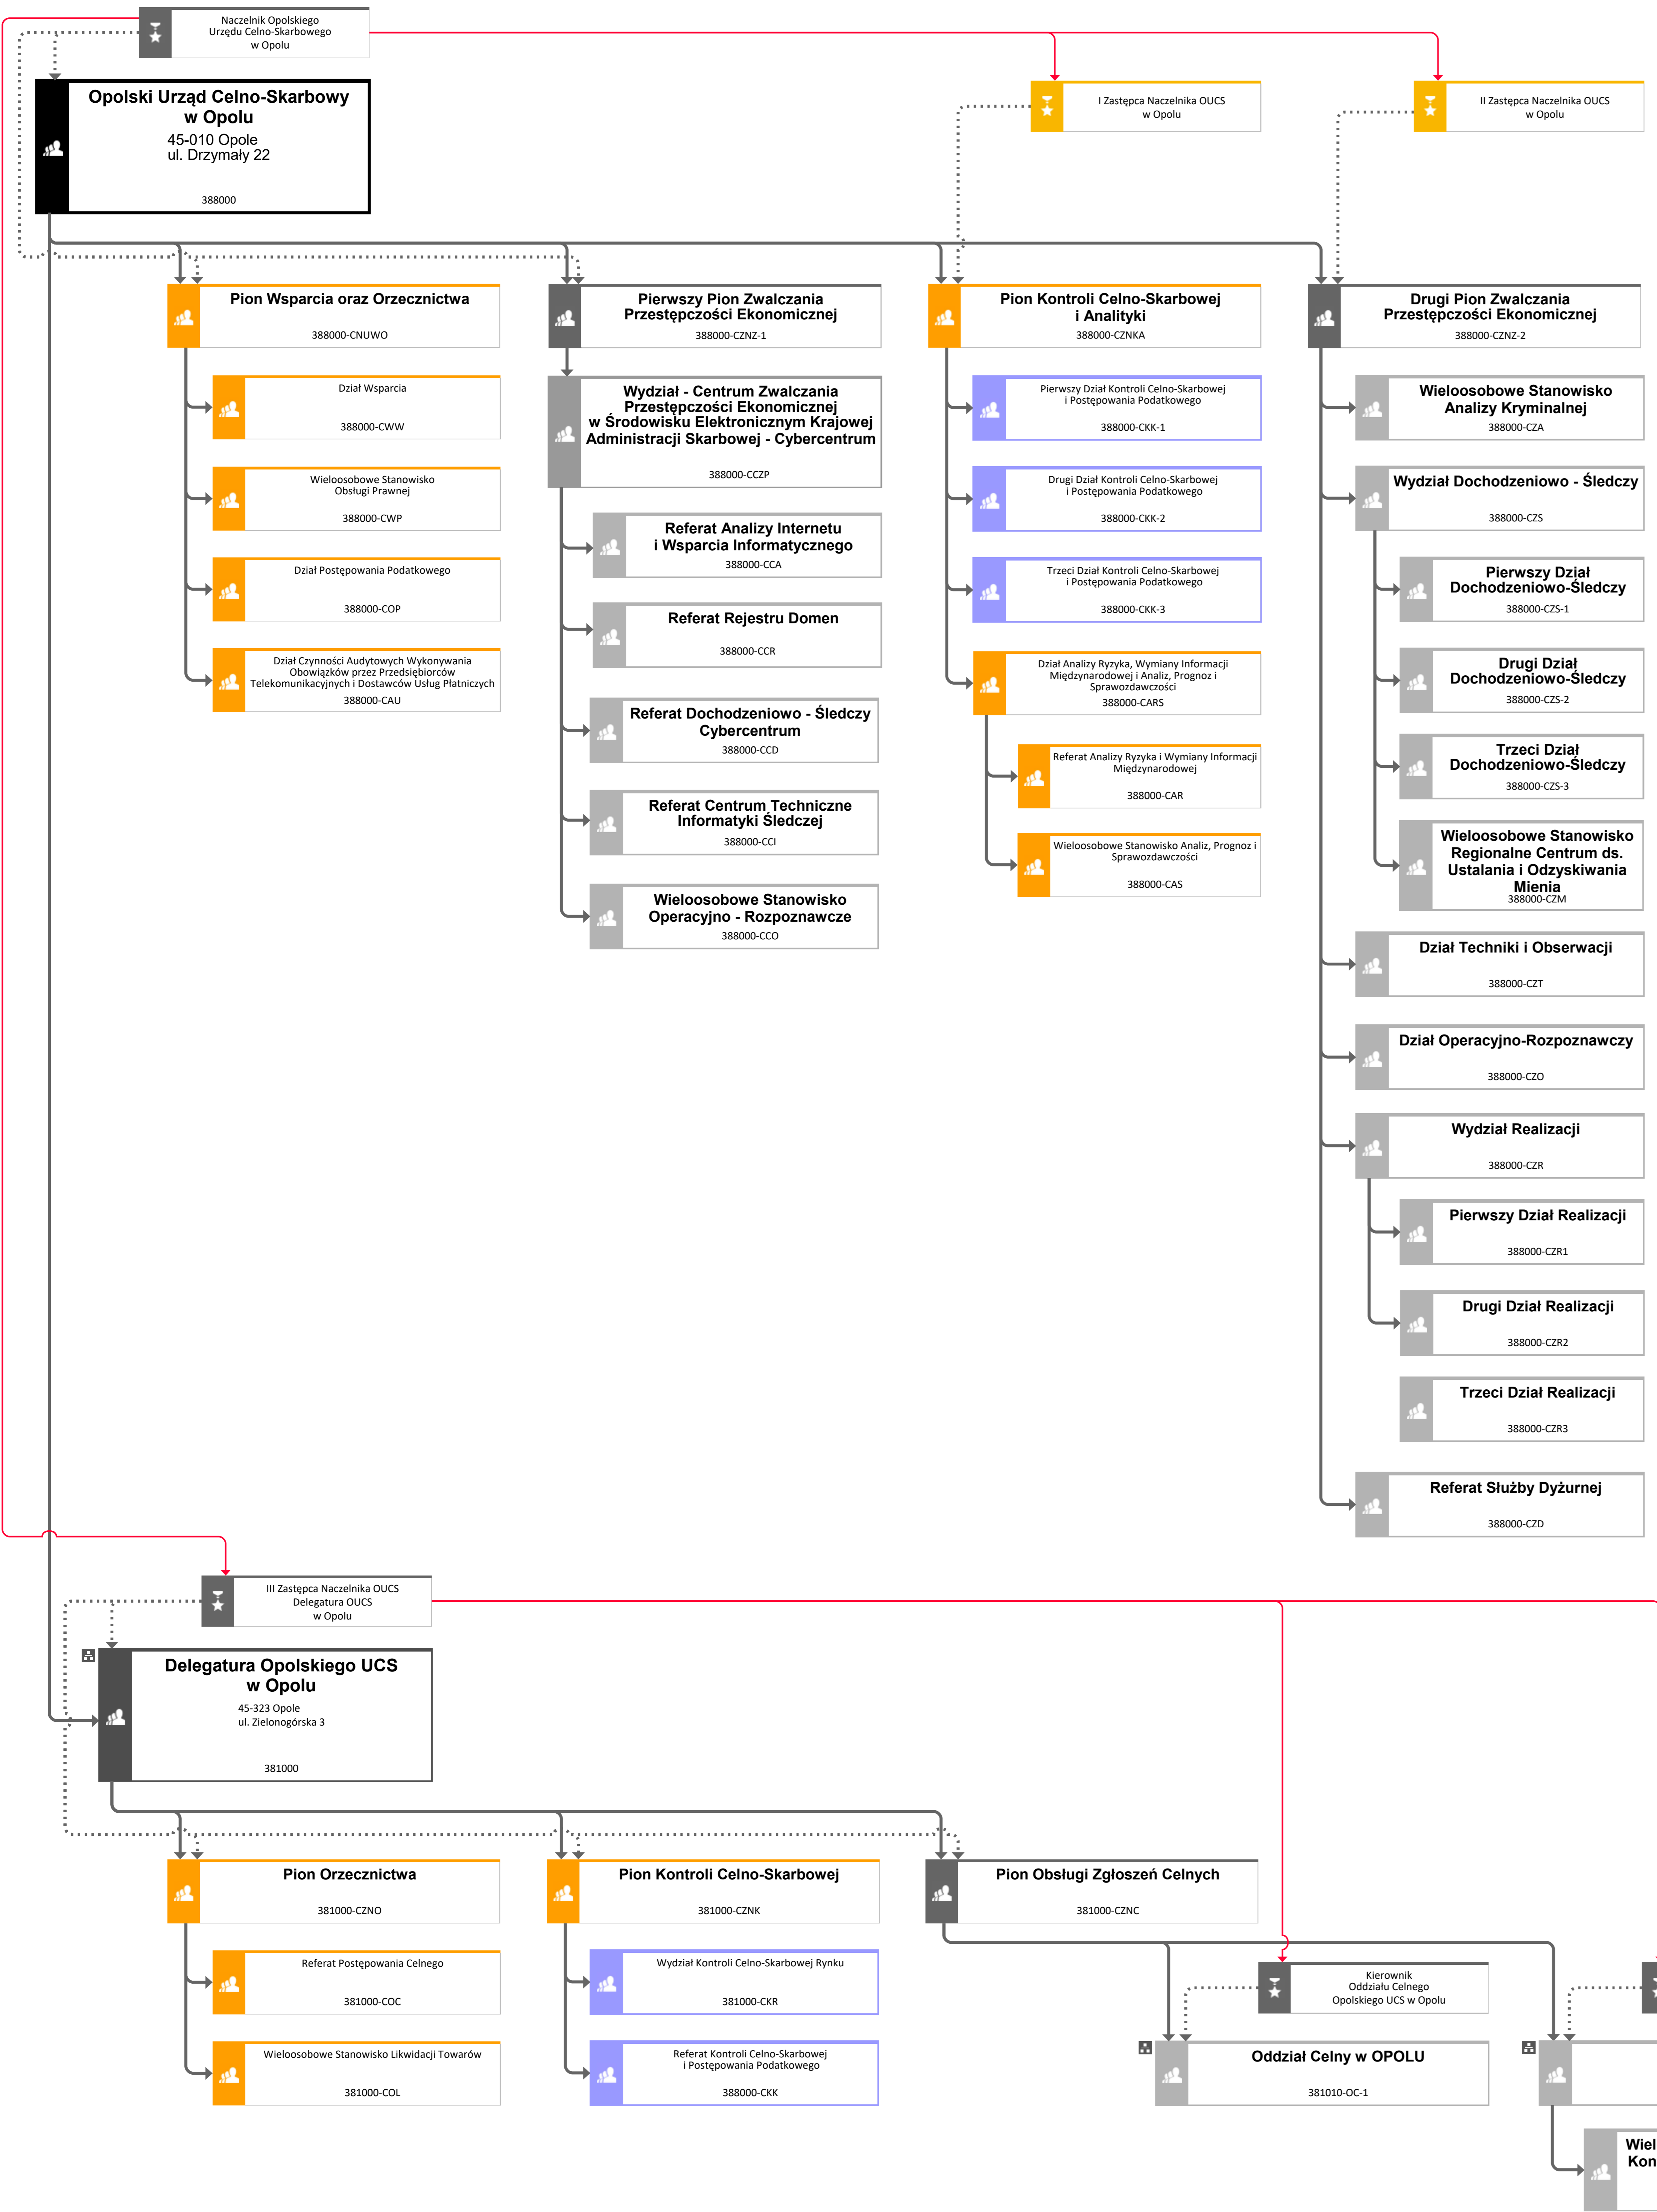 Naczelnik Opolskiego
Urzędu Celno-Skarbowego
w Opolu
Opolski Urząd Celno-Skarbowy
w Opolu
45-010 Opole
ul. Drzymały 22
388000
I Zastępca Naczelnika OUCS
w Opolu
II Zastępca Naczelnika OUCS
w Opolu
Pion Wsparcia oraz Orzecznictwa
388000-CNUWO
Dział Wsparcia
388000-CWW
Wieloosobowe Stanowisko
Obsługi Prawnej
388000-CWP
Dział Postępowania Podatkowego
388000-COP
Dział Czynności Audytowych Wykonywania
Obowiązków przez Przedsiębiorców
Telekomunikacyjnych i Dostawców Usług Płatniczych
388000-CAU
Pierwszy Pion Zwalczania
Przestępczości Ekonomicznej
388000-CZNZ-1
Wydział - Centrum Zwalczania
Przestępczości Ekonomicznej
w Środowisku Elektronicznym Krajowej
Administracji Skarbowej - Cybercentrum
388000-CCZP
Referat Analizy Internetu
i Wsparcia Informatycznego
388000-CCA
Referat Rejestru Domen
388000-CCR
Referat Dochodzeniowo - Śledczy
Cybercentrum
388000-CCD
Referat Centrum Techniczne
Informatyki Śledczej
388000-CCI
Wieloosobowe Stanowisko
Operacyjno - Rozpoznawcze
388000-CCO
Pion Kontroli Celno-Skarbowej
i Analityki
388000-CZNKA
Pierwszy Dział Kontroli Celno-Skarbowej
i Postępowania Podatkowego
388000-CKK-1
Drugi Dział Kontroli Celno-Skarbowej
i Postępowania Podatkowego
388000-CKK-2
Trzeci Dział Kontroli Celno-Skarbowej
i Postępowania Podatkowego
388000-CKK-3
Dział Analizy Ryzyka, Wymiany Informacji
Międzynarodowej i Analiz, Prognoz i
Sprawozdawczości
388000-CARS
Referat Analizy Ryzyka i Wymiany Informacji
Międzynarodowej
388000-CAR
Wieloosobowe Stanowisko Analiz, Prognoz i
Sprawozdawczości
388000-CAS
Drugi Pion Zwalczania
Przestępczości Ekonomicznej
388000-CZNZ-2
Wieloosobowe Stanowisko
Analizy Kryminalnej
388000-CZA
Wydział Dochodzeniowo - Śledczy
388000-CZS
Pierwszy Dział
Dochodzeniowo-Śledczy
388000-CZS-1
Drugi Dział
Dochodzeniowo-Śledczy
388000-CZS-2
Trzeci Dział
Dochodzeniowo-Śledczy
388000-CZS-3
Wieloosobowe Stanowisko
Regionalne Centrum ds.
Ustalania i Odzyskiwania
Mienia
388000-CZM
Dział Techniki i Obserwacji
388000-CZT
Dział Operacyjno-Rozpoznawczy
388000-CZO
Wydział Realizacji
388000-CZR
Pierwszy Dział Realizacji
388000-CZR1
Drugi Dział Realizacji
388000-CZR2
Trzeci Dział Realizacji
388000-CZR3
Referat Służby Dyżurnej
388000-CZD
III Zastępca Naczelnika OUCS
Delegatura OUCS
w Opolu
Delegatura Opolskiego UCS
w Opolu
45-323 Opole
ul. Zielonogórska 3
381000
Pion Orzecznictwa
381000-CZNO
Referat Postępowania Celnego
381000-COC
Wieloosobowe Stanowisko Likwidacji Towarów
381000-COL
Pion Kontroli Celno-Skarbowej
381000-CZNK
Wydział Kontroli Celno-Skarbowej Rynku
381000-CKR
Referat Kontroli Celno-Skarbowej
i Postępowania Podatkowego
388000-CKK
Pion Obsługi Zgłoszeń Celnych
381000-CZNC
Kierownik
Oddziału Celnego
Opolskiego UCS w Opolu
Oddział Celny w OPOLU
381010-OC-1
Wiel
Kon